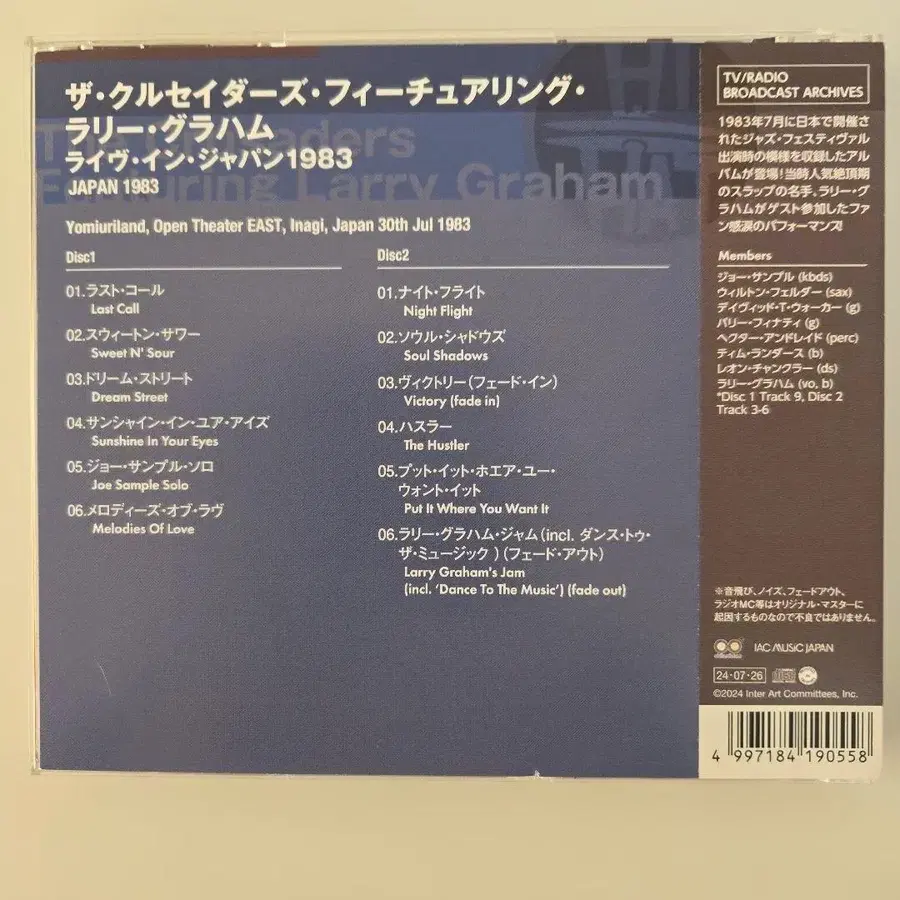 ザ・クルセイダーズ・フィーチュアリング・
ラリー・グラハム
ライヴ・イン・ジャパン1983
JAPAN 1983
The Crusaders
Featuring Larry Graham
Yomiuriland, Open Theater EAST, Inagi, Japan 30th Jul 1983
Disc1
01.ラスト・コール
Last Call
02.スウィートン・サワー
Sweet N' Sour
03.ドリーム・ストリート
Dream Street
04.サンシャイン・イン・ユア・アイズ
Sunshine In Your Eyes
05.ジョー・サンプル・ソロ
Joe Sample Solo
06.メロディーズ・オブ・ラヴ
Melodies Of Love
Disc2
01.ナイト・フライト
Night Flight
02.ソウル・シャドウズ
Soul Shadows
03.ヴィクトリー(フェード・イン)
Victory (fade in)
04.ハスラー
The Hustler
05.プット・イット・ホエア・ユー・
ウォント・イット
Put It Where You Want It
06.ラリー・グラハム・ジャム(incl. ダンス・トゥ・
ザ・ミュージック )(フェード・アウト)
Larry Graham's Jam
(incl. 'Dance To The Music') (fade out)
TV/RADIO
BROADCAST ARCHIVES
1983年7月に日本で開催さ
れたジャズ・フェスティヴァル
出演時の模様を収録したアル
バムが登場!当時人気絶頂期
のスラップの名手、ラリー・グ
ラハムがゲスト参加したファ
ン感涙のパフォーマンス!
Members
ジョー・サンプル (kbds)
ウィルトン・フェルダー (sax)
デイヴィッド・T・ウォーカー (g)
バリー・フィナティ (g)
ヘクター・アンドレイド (perc)
ティム・ランダース (b)
レオン・チャンクラー (ds)
ラリー・グラハム (vo, b)
*Disc 1 Track 9, Disc 2
Track 3-6
※音飛び、ノイズ、フェードアウト、
ラジオMC等はオリジナル・マスターに
起因するものなので不良ではありません。
IAC MUSIC JAPAN
24・07・26
©2024 Inter Art Committees, Inc.
4 997184 190558